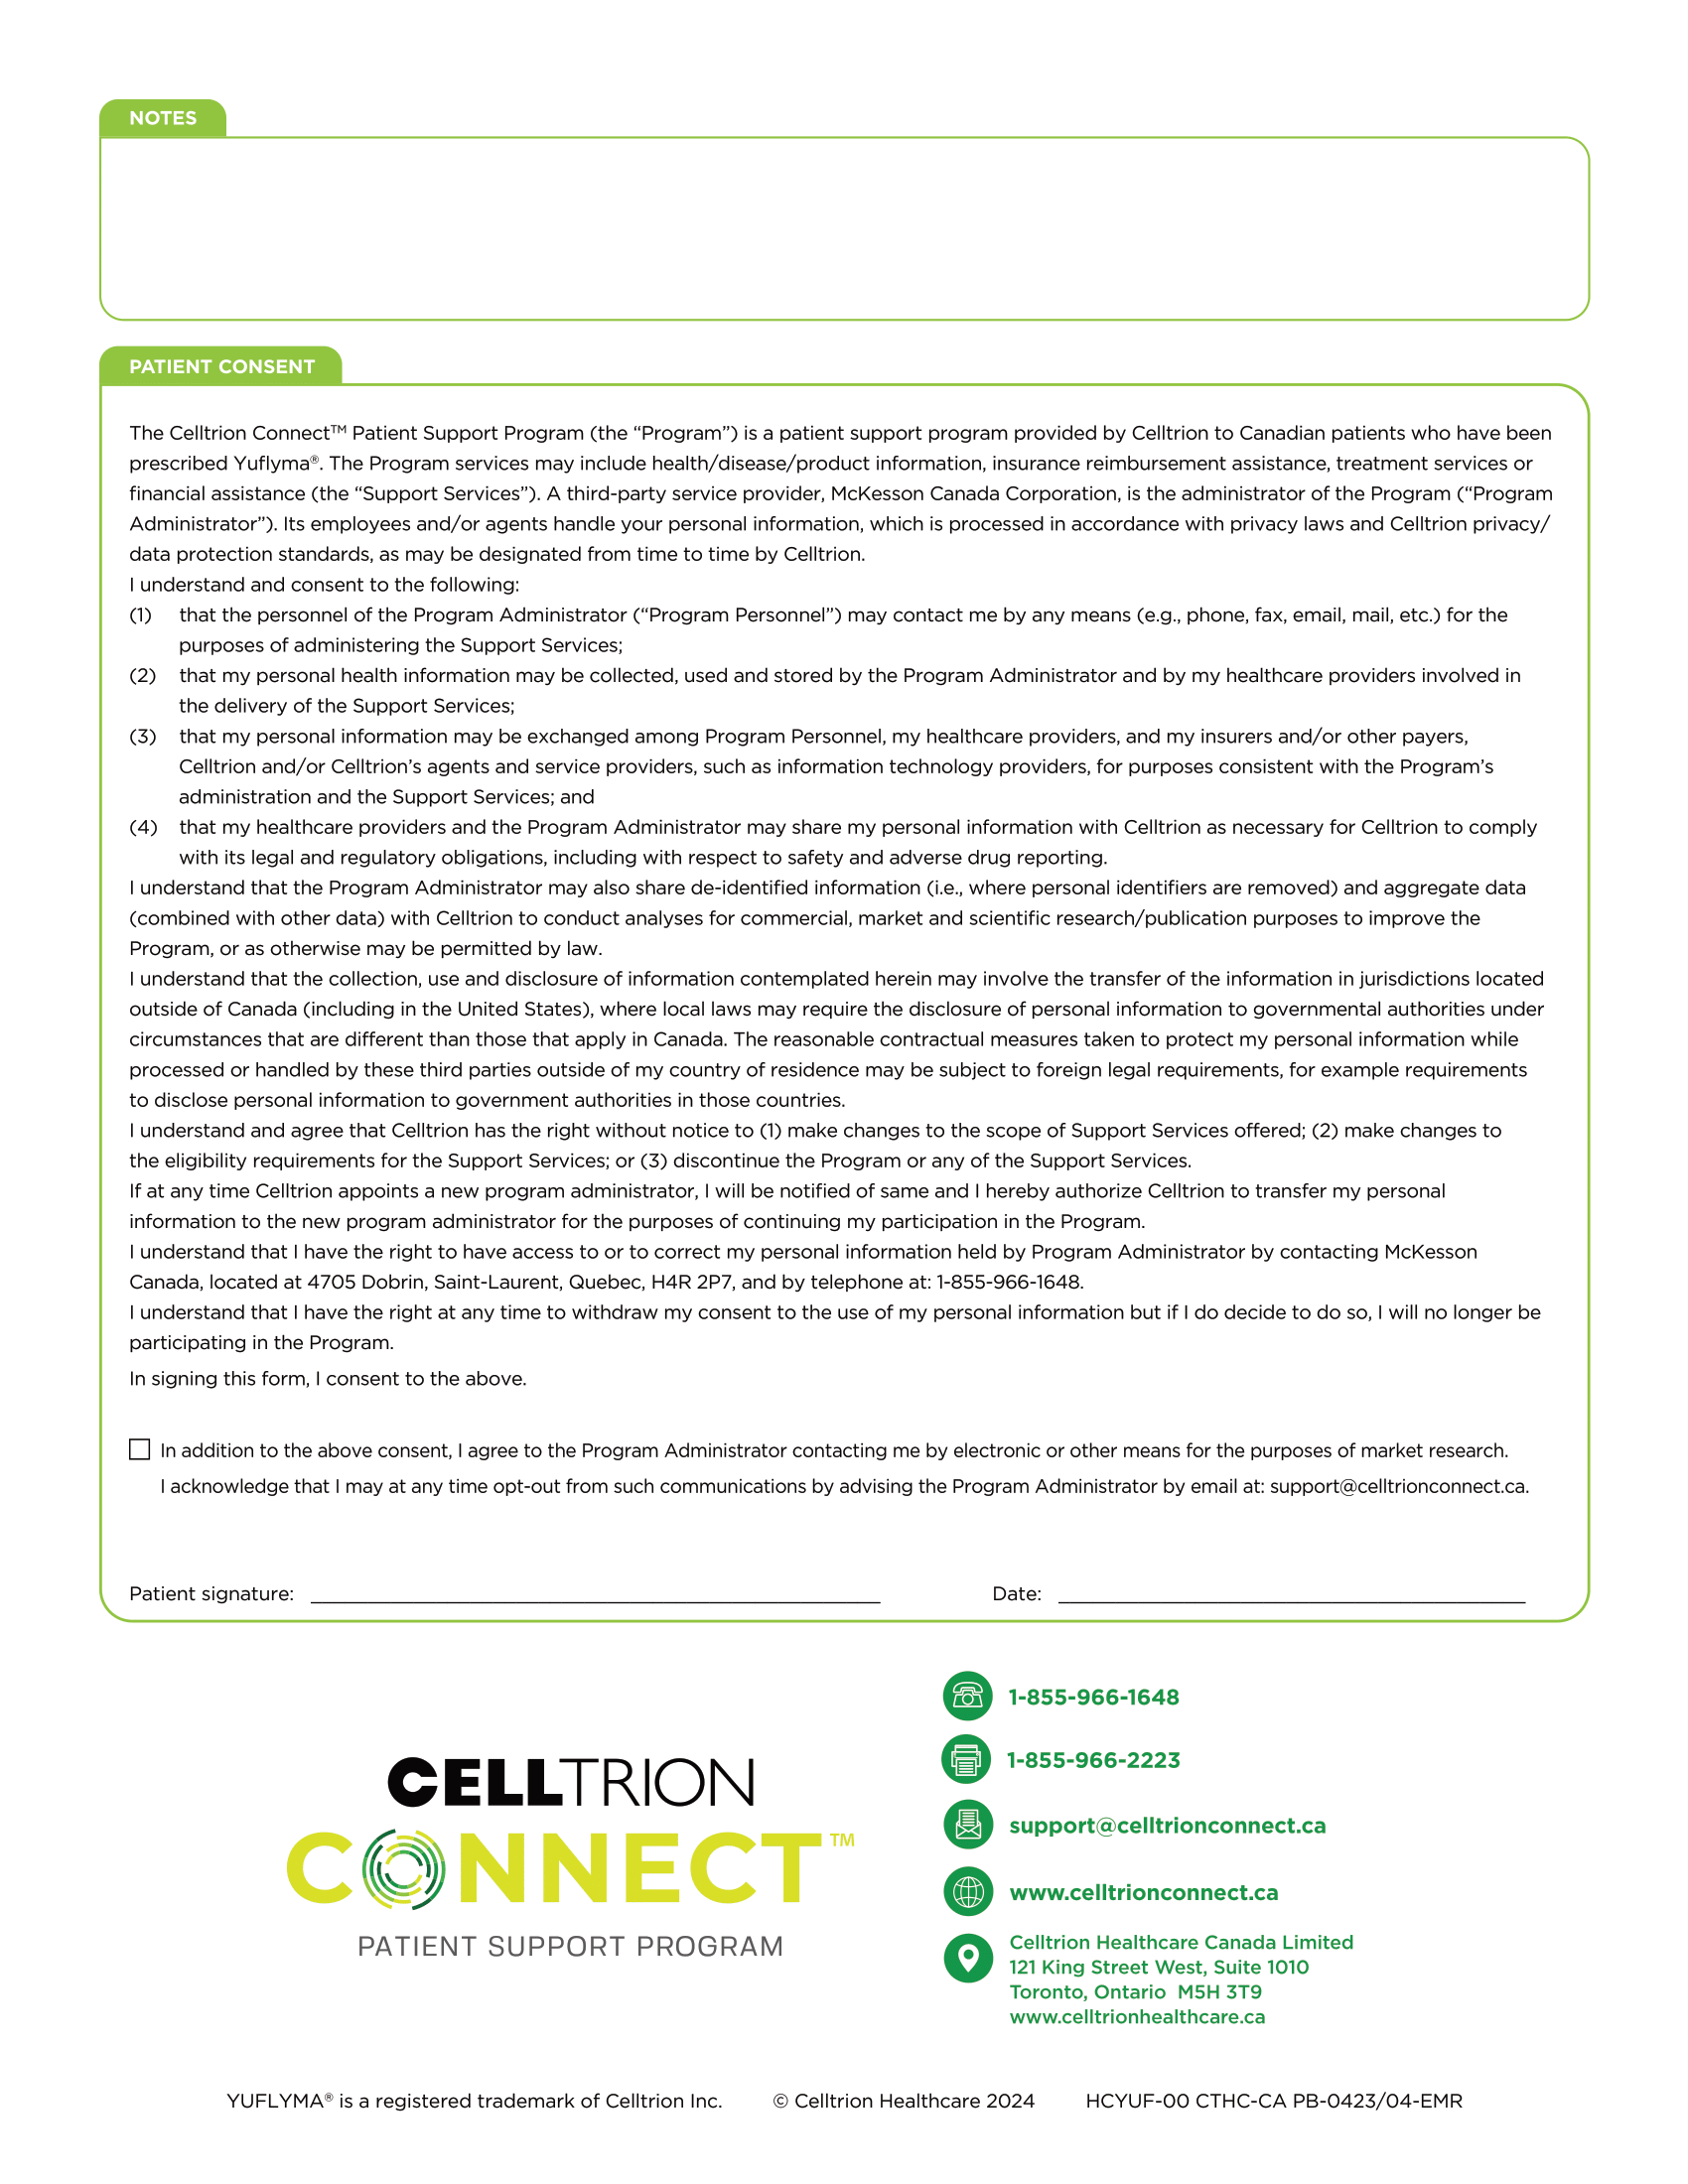 NOTES
PATIENT CONSENT
The Celltrion Connect™ Patient Support Program (the “Program”) is a patient support program provided by Celltrion to Canadian patients who have been
prescribed Yuflyma®. The Program services may include health/disease/product information, insurance reimbursement assistance, treatment services or
financial assistance (the “Support Services”). A third-party service provider, McKesson Canada Corporation, is the administrator of the Program (“Program
Administrator”). Its employees and/or agents handle your personal information, which is processed in accordance with privacy laws and Celltrion privacy/
data protection standards, as may be designated from time to time by Celltrion.
I understand and consent to the following:
(1) that the personnel of the Program Administrator (“Program Personnel”) may contact me by any means (e.g., phone, fax, email, mail, etc.) for the
purposes of administering the Support Services;
(2) that my personal health information may be collected, used and stored by the Program Administrator and by my healthcare providers involved in
the delivery of the Support Services;
(3) that my personal information may be exchanged among Program Personnel, my healthcare providers, and my insurers and/or other payers,
Celltrion and/or Celltrion’s agents and service providers, such as information technology providers, for purposes consistent with the Program’s
administration and the Support Services; and
(4) that my healthcare providers and the Program Administrator may share my personal information with Celltrion as necessary for Celltrion to comply
with its legal and regulatory obligations, including with respect to safety and adverse drug reporting.
I understand that the Program Administrator may also share de-identified information (i.e., where personal identifiers are removed) and aggregate data
(combined with other data) with Celltrion to conduct analyses for commercial, market and scientific research/publication purposes to improve the
Program, or as otherwise may be permitted by law.
I understand that the collection, use and disclosure of information contemplated herein may involve the transfer of the information in jurisdictions located
outside of Canada (including in the United States), where local laws may require the disclosure of personal information to governmental authorities under
circumstances that are different than those that apply in Canada. The reasonable contractual measures taken to protect my personal information while
processed or handled by these third parties outside of my country of residence may be subject to foreign legal requirements, for example requirements
to disclose personal information to government authorities in those countries.
I understand and agree that Celltrion has the right without notice to (1) make changes to the scope of Support Services offered; (2) make changes to
the eligibility requirements for the Support Services; or (3) discontinue the Program or any of the Support Services.
If at any time Celltrion appoints a new program administrator, I will be notified of same and I hereby authorize Celltrion to transfer my personal
information to the new program administrator for the purposes of continuing my participation in the Program.
I understand that I have the right to have access to or to correct my personal information held by Program Administrator by contacting McKesson
Canada, located at 4705 Dobrin, Saint-Laurent, Quebec, H4R 2P7, and by telephone at: 1-855-966-1648.
I understand that I have the right at any time to withdraw my consent to the use of my personal information but if I do decide to do so, I will no longer be
participating in the Program.
In signing this form, I consent to the above.
In addition to the above consent, I agree to the Program Administrator contacting me by electronic or other means for the purposes of market research.
I acknowledge that I may at any time opt-out from such communications by advising the Program Administrator by email at: support@celltrionconnect.ca.
Patient signature: Date:
CELLTRION
CONNECT™
PATIENT SUPPORT PROGRAM
1-855-966-1648
1-855-966-2223
support@celltrionconnect.ca
www.celltrionconnect.ca
Celltrion Healthcare Canada Limited
121 King Street West, Suite 1010
Toronto, Ontario M5H 3T9
www.celltrionhealthcare.ca
YUFLYMA® is a registered trademark of Celltrion Inc. © Celltrion Healthcare 2024 HCYUF-00 CTHC-CA PB-0423/04-EMR